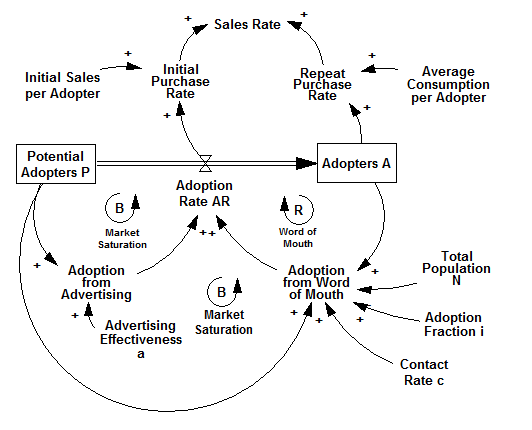 Sales Rate
+
+
+
+
Initial Sales
per Adopter
Initial
Purchase
Rate
Repeat
Purchase
Rate
Average
Consumption
per Adopter
+
+
Potential
Adopters P
Adopters A
Adoption
Rate AR
B
Market
Saturation
R
Word of
Mouth
++
+
Adoption
from
Advertising
B
Market
Saturation
Adoption
from Word
of Mouth
+
Total
Population
N
+
Advertising
Effectiveness
a
+
+
+
Adoption
Fraction i
Contact
Rate c